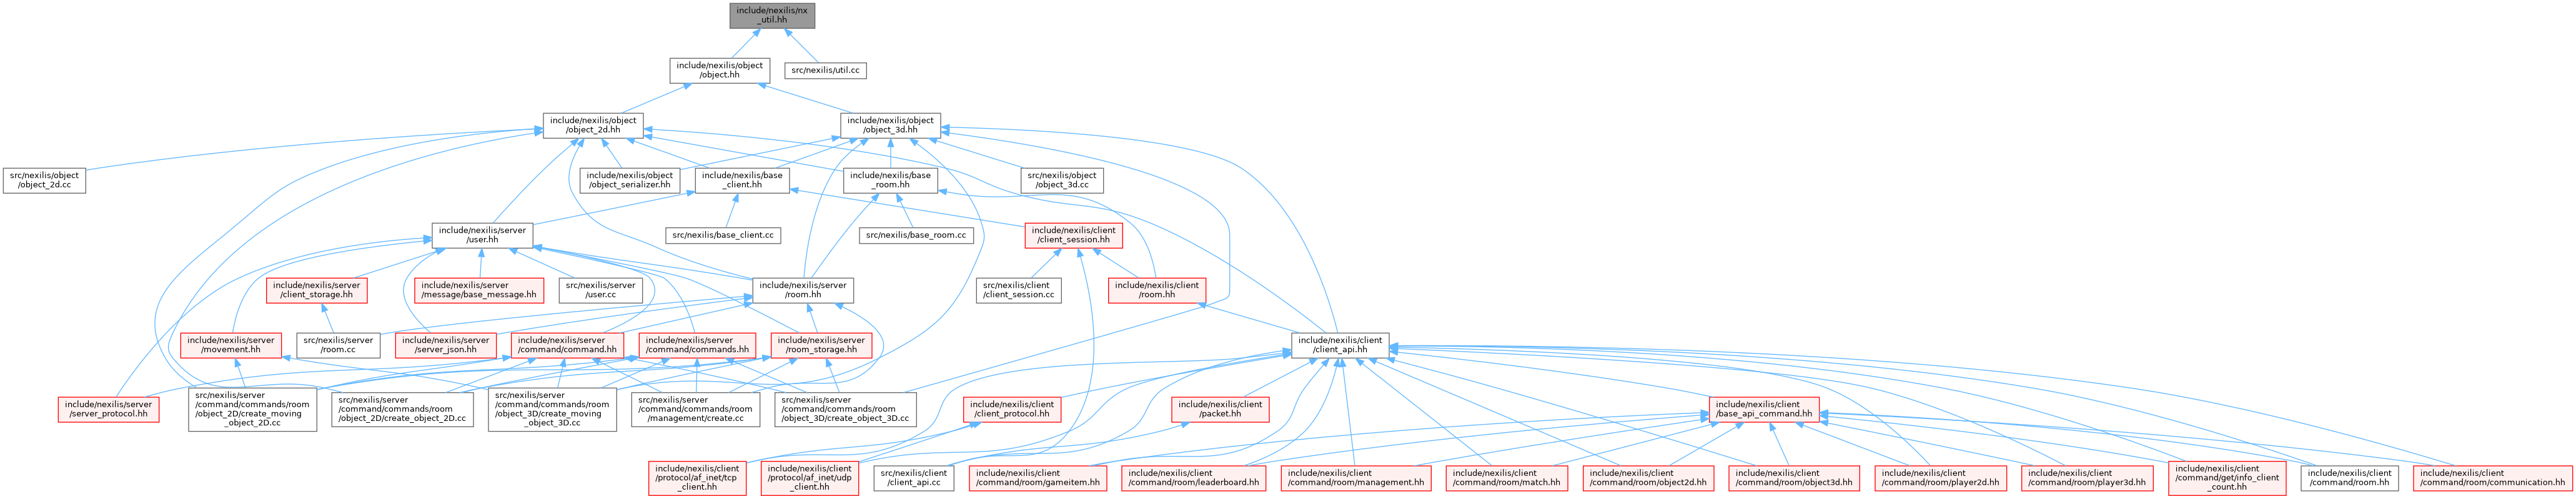 include/nexilis/nx
_util.hh
include/nexilis/object
/object.hh
src/nexilis/util.cc
include/nexilis/object
/object_2d.hh
include/nexilis/object
/object_3d.hh
src/nexilis/object
/object_2d.cc
include/nexilis/object
/object_serializer.hh
include/nexilis/base
_client.hh
include/nexilis/base
_room.hh
src/nexilis/object
/object_3d.cc
include/nexilis/server
/user.hh
src/nexilis/base_client.cc
src/nexilis/base_room.cc
include/nexilis/client
/client_session.hh
include/nexilis/server
/client_storage.hh
include/nexilis/server
/message/base_message.hh
src/nexilis/server
/user.cc
include/nexilis/server
/room.hh
src/nexilis/client
/client_session.cc
include/nexilis/client
/room.hh
include/nexilis/server
/movement.hh
src/nexilis/server
/room.cc
include/nexilis/server
/server_json.hh
include/nexilis/server
/command/command.hh
include/nexilis/server
/command/commands.hh
include/nexilis/server
/room_storage.hh
include/nexilis/client
/client_api.hh
include/nexilis/server
/server_protocol.hh
src/nexilis/server
/command/commands/room
/object_2D/create_moving
_object_2D.cc
src/nexilis/server
/command/commands/room
/object_2D/create_object_2D.cc
src/nexilis/server
/command/commands/room
/object_3D/create_moving
_object_3D.cc
src/nexilis/server
/command/commands/room
/management/create.cc
src/nexilis/server
/command/commands/room
/object_3D/create_object_3D.cc
include/nexilis/client
/client_protocol.hh
include/nexilis/client
/packet.hh
include/nexilis/client
/base_api_command.hh
include/nexilis/client
/protocol/af_inet/tcp
_client.hh
include/nexilis/client
/protocol/af_inet/udp
_client.hh
src/nexilis/client
/client_api.cc
include/nexilis/client
/command/room/gameitem.hh
include/nexilis/client
/command/room/leaderboard.hh
include/nexilis/client
/command/room/management.hh
include/nexilis/client
/command/room/match.hh
include/nexilis/client
/command/room/object2d.hh
include/nexilis/client
/command/room/object3d.hh
include/nexilis/client
/command/room/player2d.hh
include/nexilis/client
/command/room/player3d.hh
include/nexilis/client
/command/get/info_client
_count.hh
include/nexilis/client
/command/room.hh
include/nexilis/client
/command/room/communication.hh